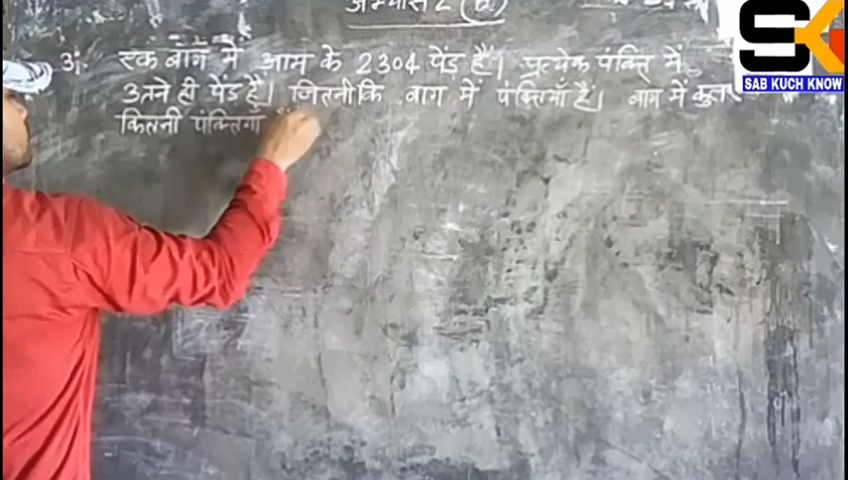 अभ्यास 2 (b)
SK
SAB KUCH KNOW
3. एक बाग में आम के 2304 पेंड़ हैं। प्रत्येक पंक्ति में
उतने ही पेंड़ हैं। जितनी कि बाग में पंक्तियाँ हैं। बाग में कुल
कितनी पंक्तियाँ